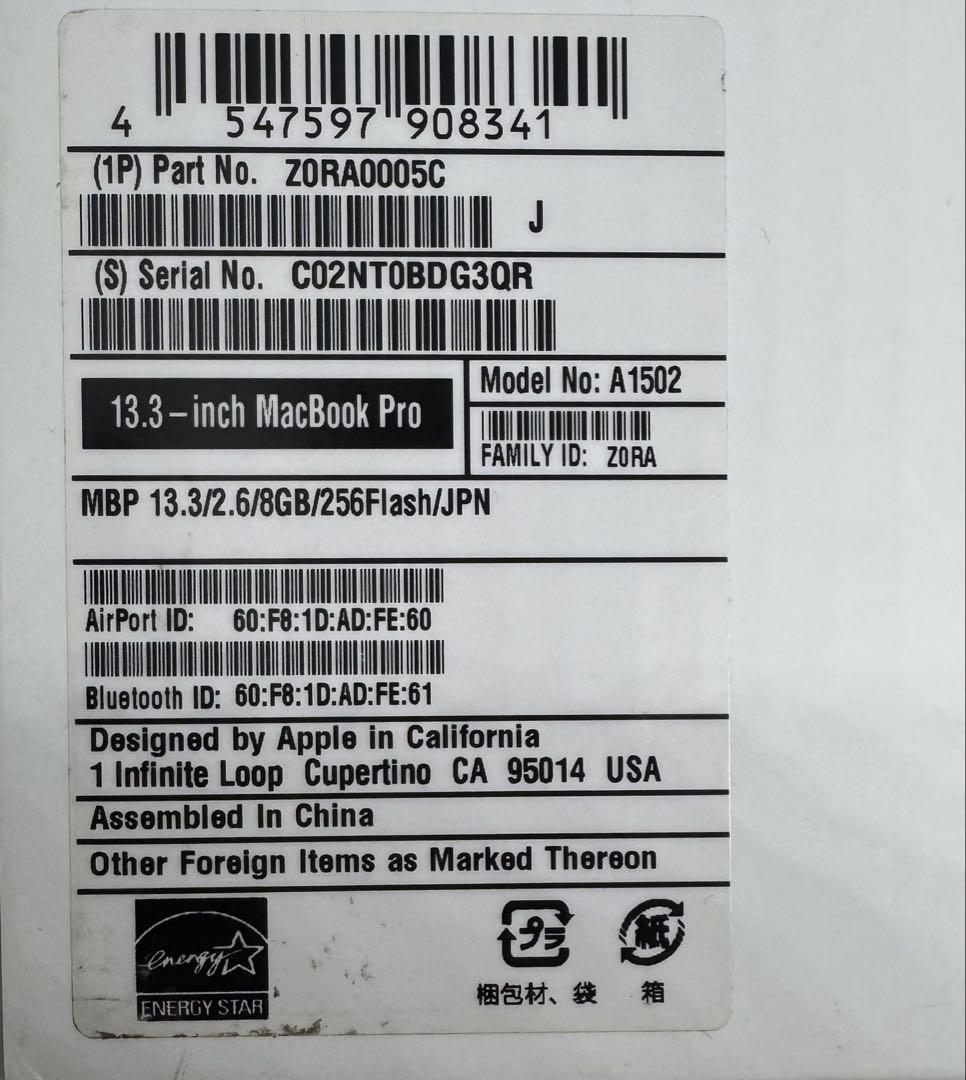 4 547597 908341
(1P) Part No. Z0RA0005C
J
(S) Serial No. C02NT0BDG3QR
13.3-inch MacBook Pro
Model No: A1502
FAMILY ID: Z0RA
MBP 13.3/2.6/8GB/256Flash/JPN
AirPort ID: 60:F8:1D:AD:FE:60
Bluetooth ID: 60:F8:1D:AD:FE:61
Designed by Apple in California
1 Infinite Loop Cupertino CA 95014 USA
Assembled In China
Other Foreign Items as Marked Thereon
energy
ENERGY STAR
プラ
紙
梱包材、袋
箱